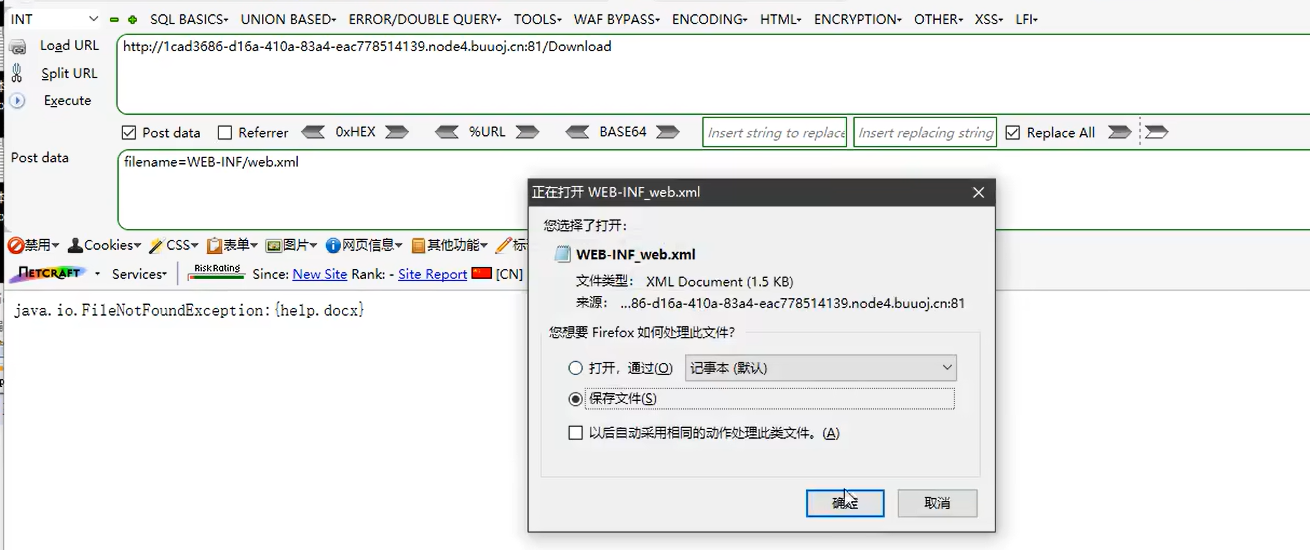 INT SQL BASICS UNION BASED ERROR/DOUBLE QUERY TOOLS WAF BYPASS ENCODING HTML ENCRYPTION OTHER XSS LFI
Load URL
http://1cad3686-d16a-410a-83a4-eac778514139.node4.buuoj.cn:81/Download
Split URL
Execute
Post data Referrer 0xHEX %URL BASE64 Insert string to replace Insert replacing string Replace All
Post data
filename=WEB-INF/web.xml
禁用 Cookies CSS 表单 图片 网页信息 其他功能
NETCRAFT Services Risk Rating Since: New Site Rank: - Site Report [CN]
java.io.FileNotFoundException:{help.docx}
正在打开 WEB-INF_web.xml
您选择了打开:
WEB-INF_web.xml
文件类型: XML Document (1.5 KB)
来源: ...86-d16a-410a-83a4-eac778514139.node4.buuoj.cn:81
您想要 Firefox 如何处理此文件?
打开，通过(O) 记事本 (默认)
保存文件(S)
以后自动采用相同的动作处理此类文件。(A)
确定 取消